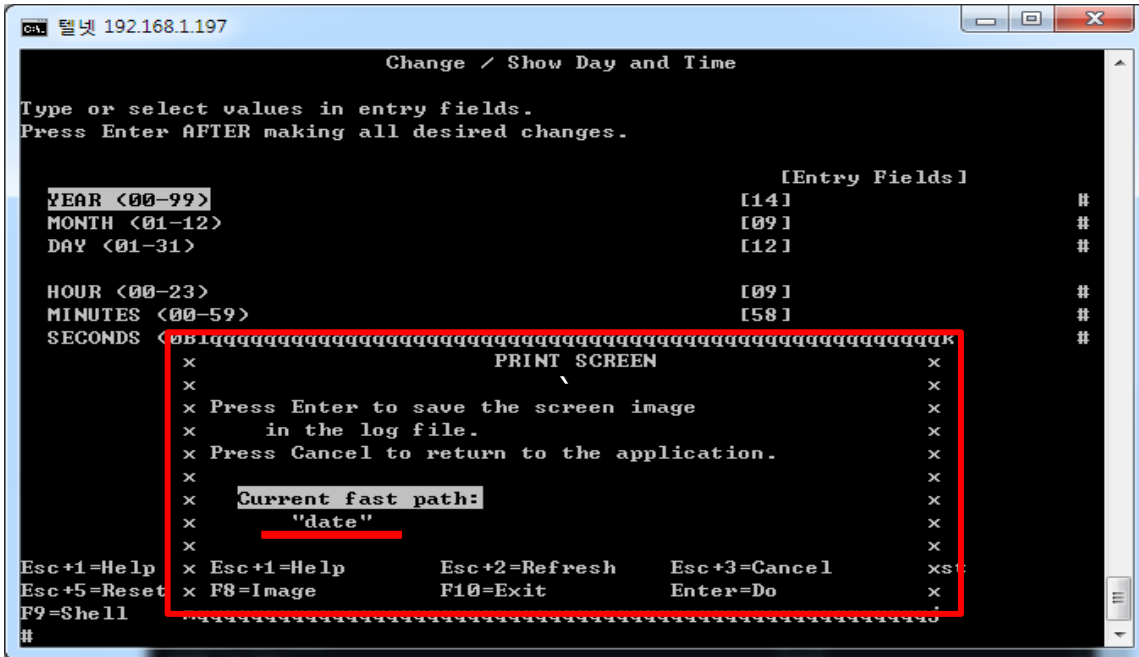 텔넷 192.168.1.197
Change / Show Day and Time
Type or select values in entry fields.
Press Enter AFTER making all desired changes.
[Entry Fields]
YEAR (00-99) [14] #
MONTH (01-12) [09] #
DAY (01-31) [12] #
HOUR (00-23) [09] #
MINUTES (00-59) [58] #
SECONDS #
x PRINT SCREEN x
x ` x
x Press Enter to save the screen image x
x in the log file. x
x Press Cancel to return to the application. x
x x
x Current fast path: x
x "date" x
x x
Esc+1=Help x Esc+1=Help Esc+2=Refresh Esc+3=Cancel xst
Esc+5=Reset x F8=Image F10=Exit Enter=Do x
F9=Shell
#